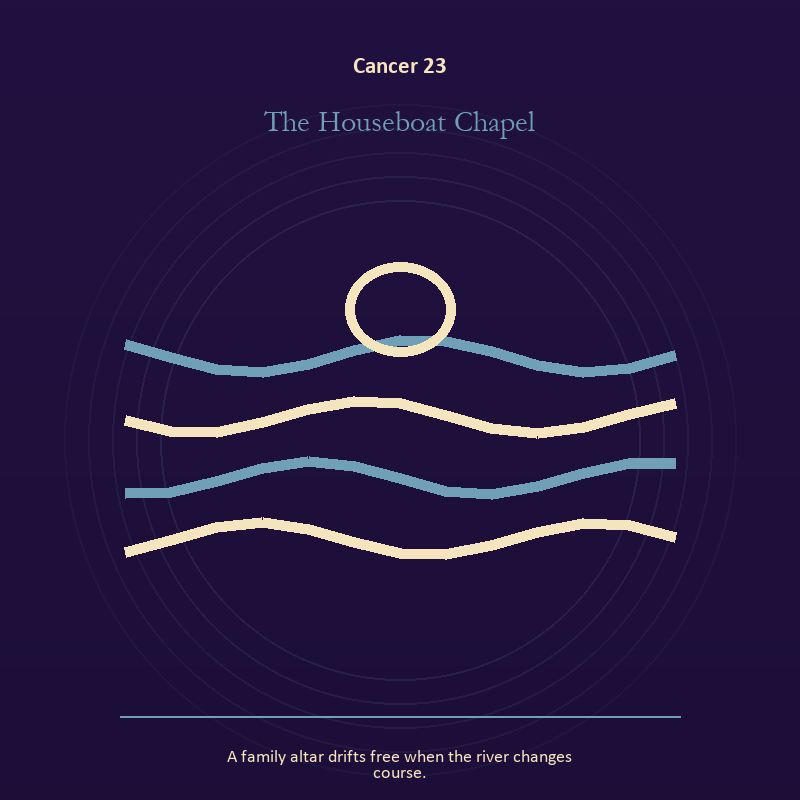 Cancer 23
The Houseboat Chapel
A family altar drifts free when the river changes
course.